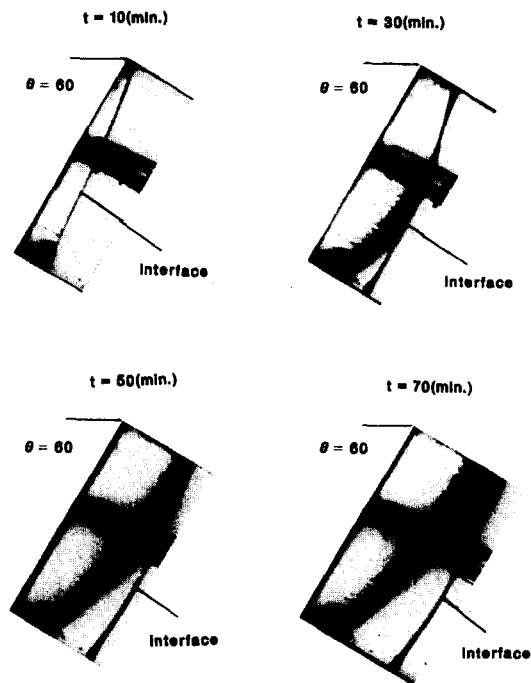 t = 10(min.)
t = 30(min.)
θ = 60
θ = 60
Interface
Interface
t = 50(min.)
t = 70(min.)
θ = 60
θ = 60
Interface
Interface